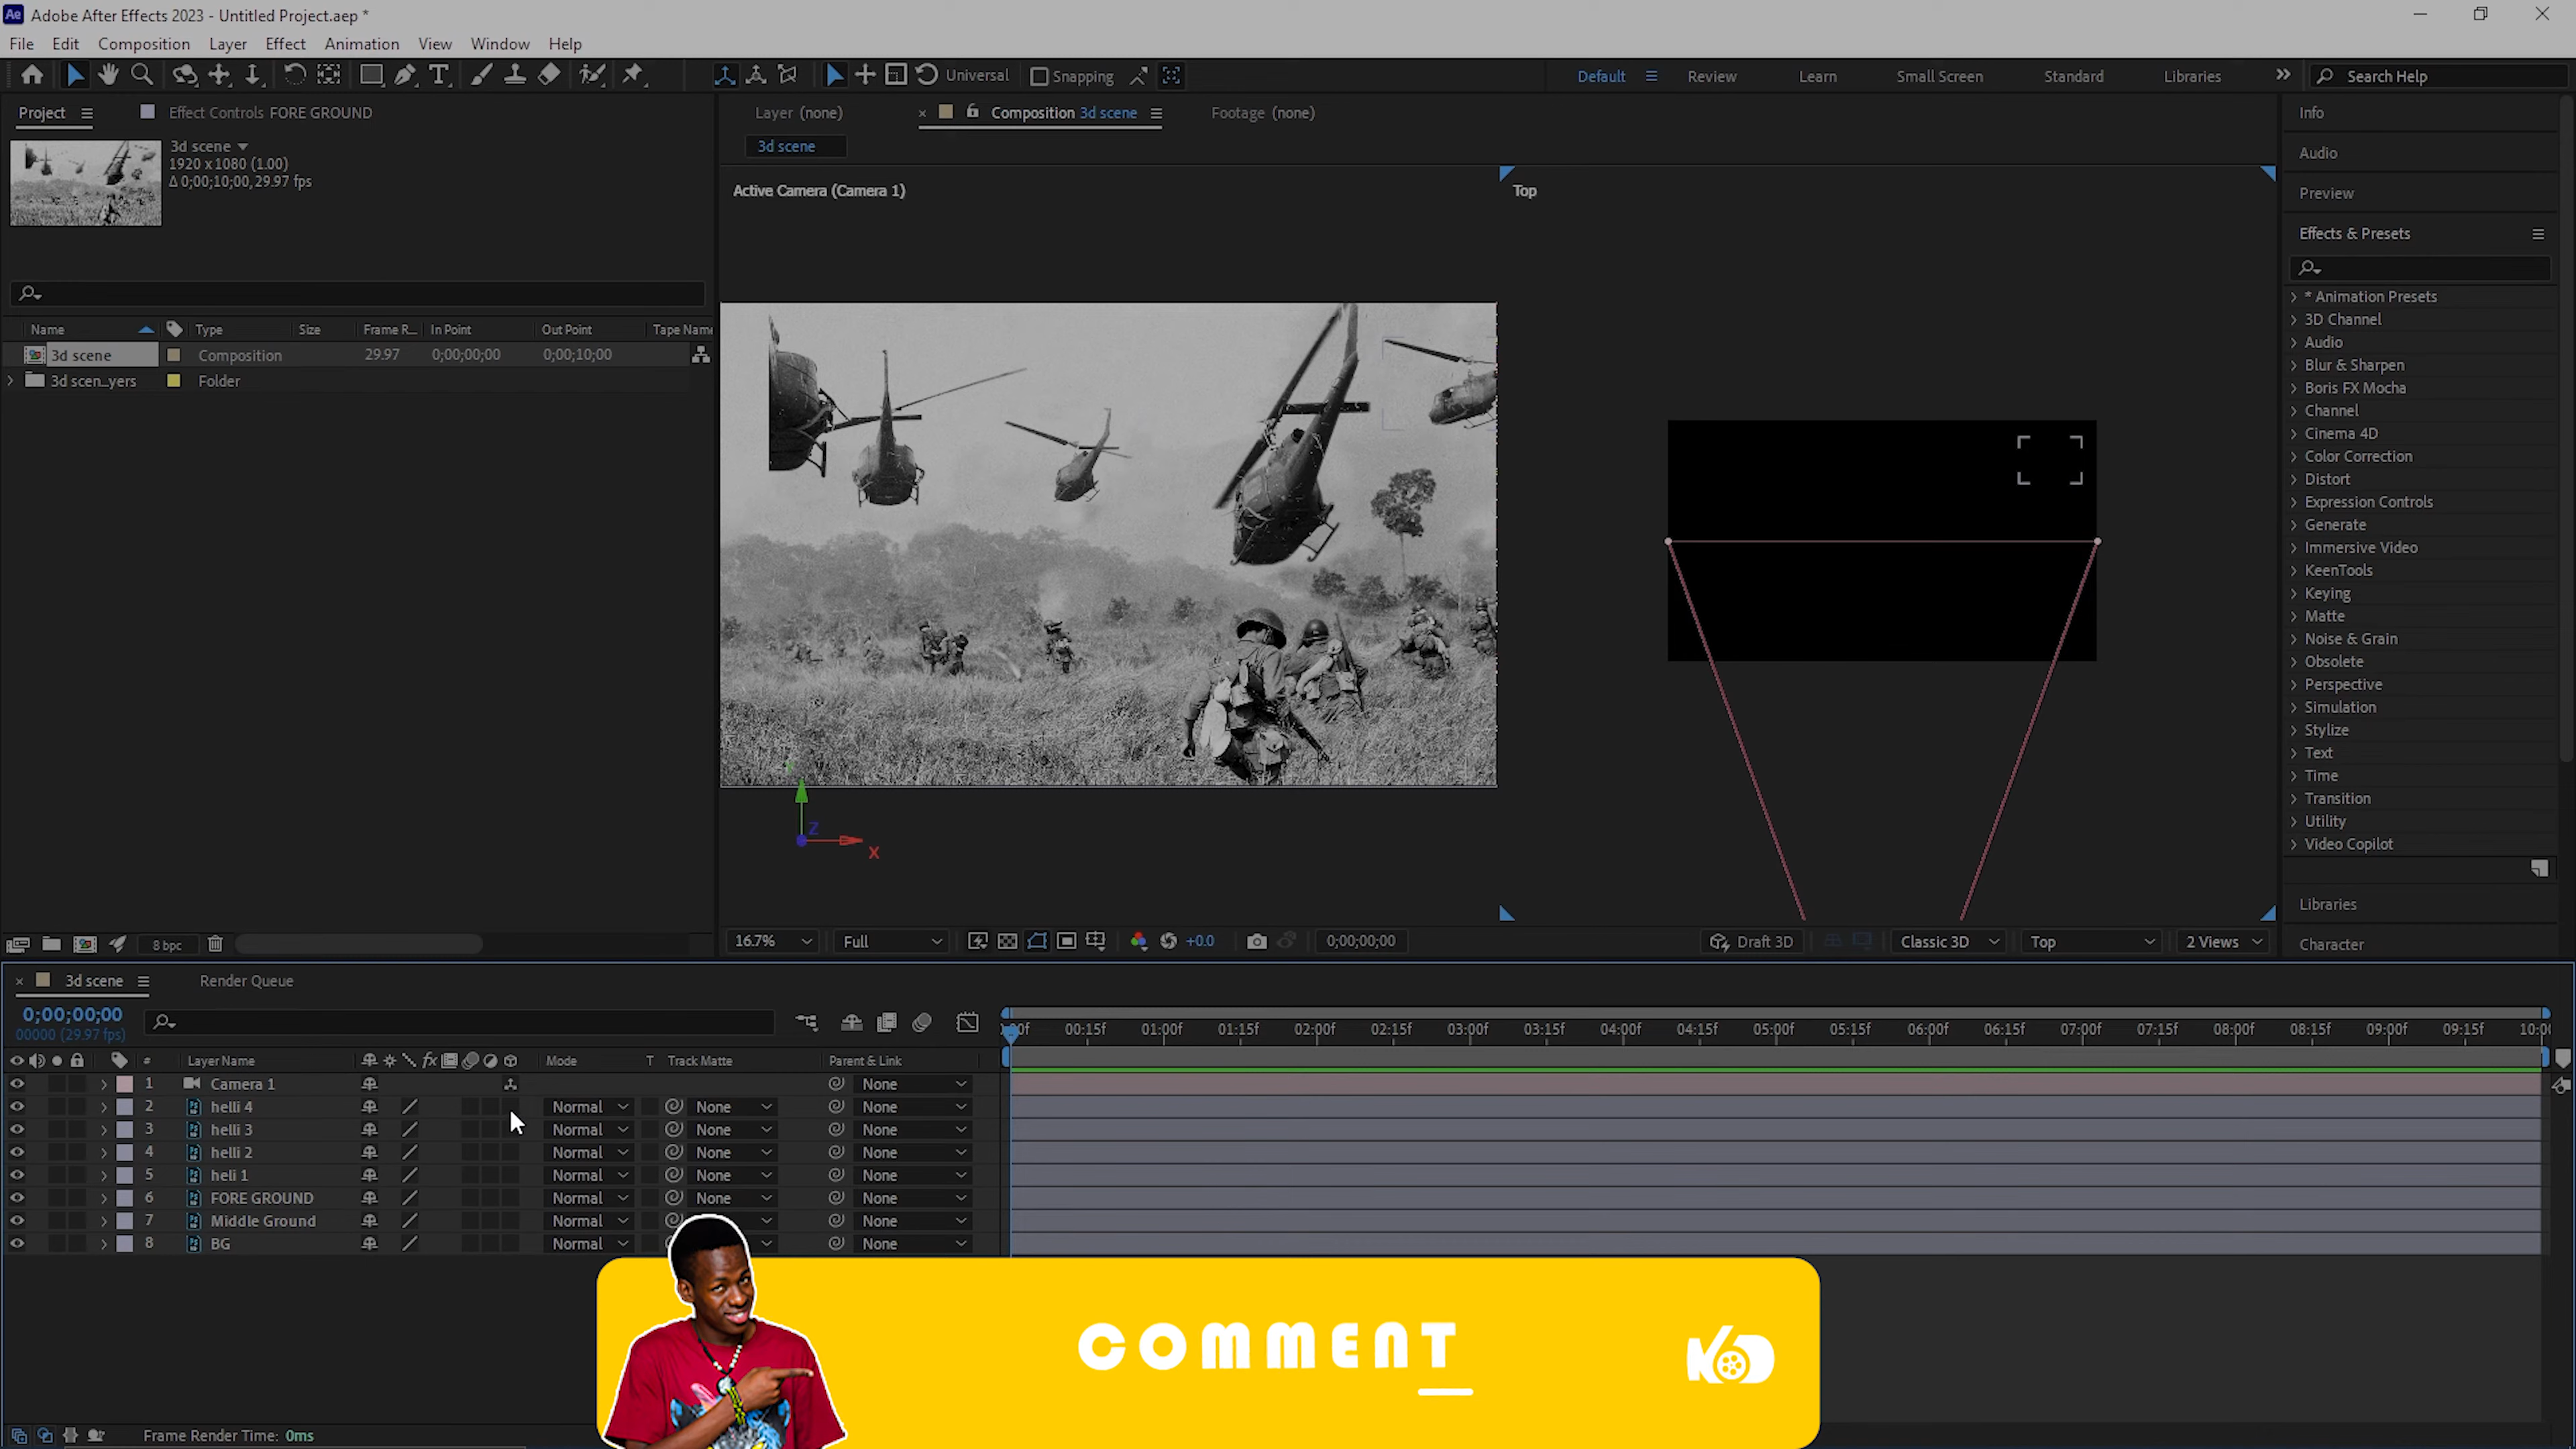 Ae Adobe After Effects 2023 - Untitled Project.aep *
File Edit Composition Layer Effect Animation View Window Help
Universal Snapping Default Review Learn Small Screen Standard Libraries Search Help
Project Effect Controls FORE GROUND
3d scene
1920 x 1080 (1.00)
Δ 0;00;10;00, 29.97 fps
Name Type Size Frame R... In Point Out Point Tape Name
3d scene Composition 29.97 0;00;00;00 0;00;10;00
3d scen...yers Folder
8 bpc
Layer (none) Composition 3d scene Footage (none)
3d scene
Active Camera (Camera 1)
Top
Z
X
16.7% Full +0.0 0;00;00;00 Draft 3D Classic 3D Top 2 Views
Info
Audio
Preview
Effects & Presets
* Animation Presets
3D Channel
Audio
Blur & Sharpen
Boris FX Mocha
Channel
Cinema 4D
Color Correction
Distort
Expression Controls
Generate
Immersive Video
KeenTools
Keying
Matte
Noise & Grain
Obsolete
Perspective
Simulation
Stylize
Text
Time
Transition
Utility
Video Copilot
Libraries
Character
3d scene Render Queue
0;00;00;00
00000 (29.97 fps)
00:15f 01:00f 01:15f 02:00f 02:15f 03:00f 03:15f 04:00f 04:15f 05:00f 05:15f 06:00f 06:15f 07:00f 07:15f 08:00f 08:15f 09:00f 09:15f 10:0
# Layer Name fx Mode T Track Matte Parent & Link
1 Camera 1 None
2 helli 4 Normal None None
3 helli 3 Normal None None
4 helli 2 Normal None None
5 heli 1 Normal None None
6 FORE GROUND Normal None None
7 Middle Ground Normal None
8 BG Normal None
COMMENT
Frame Render Time: 0ms